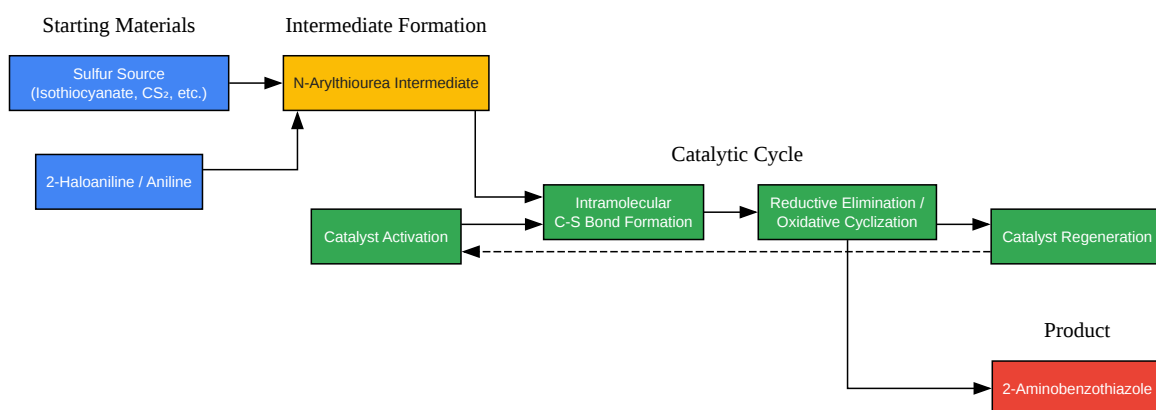 Starting Materials
Intermediate Formation
Sulfur Source
(Isothiocyanate, CS₂, etc.)
N-Arylthiourea Intermediate
2-Haloaniline / Aniline
Catalytic Cycle
Catalyst Activation
Intramolecular
C-S Bond Formation
Reductive Elimination /
Oxidative Cyclization
Catalyst Regeneration
Product
2-Aminobenzothiazole